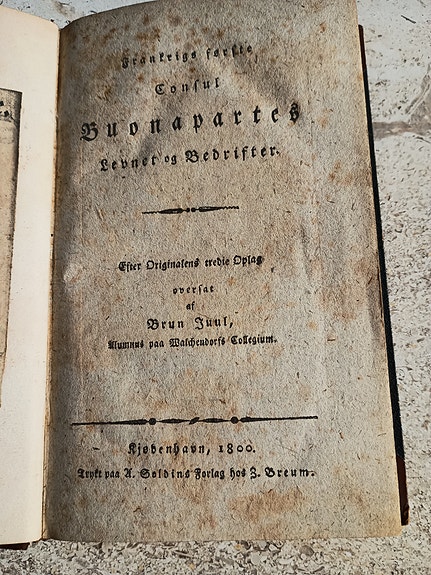 Frankrigs første
Consul
Buonapartes
Levnet og Bedrifter.
Efter Originalens tredie Oplag
oversat
af
Brun Juul,
Alumnus paa Walchendorfs Collegium.
Kjøbenhavn, 1800.
Trykt paa A. Soldins Forlag hos Z. Breum.